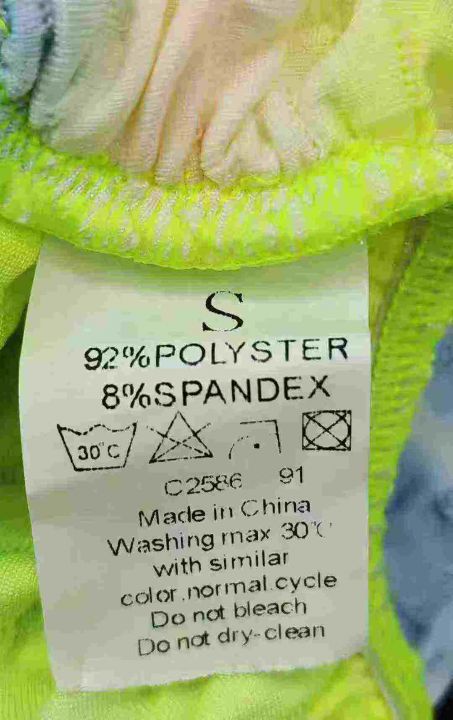 S
92%POLYSTER
8%SPANDEX
30°C
C2586 91
Made in China
Washing max 30℃
with similar
color.normal.cycle
Do not bleach
Do not dry-clean